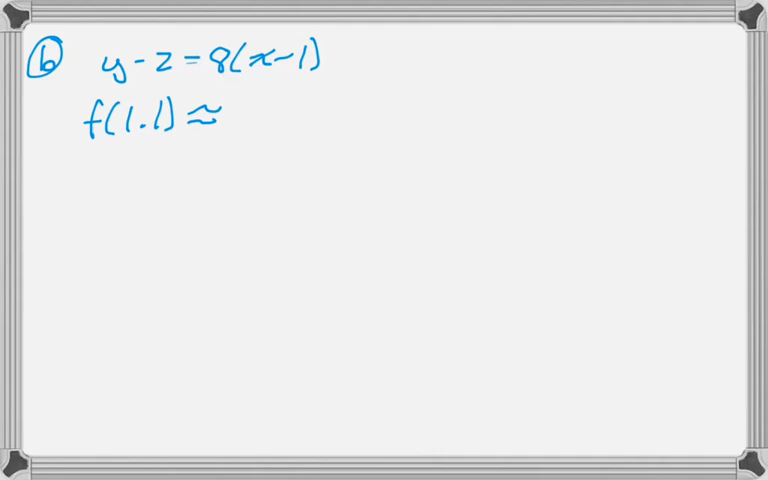 ⓑ y - 2 = 8(x - 1)
f(1.1) ≈